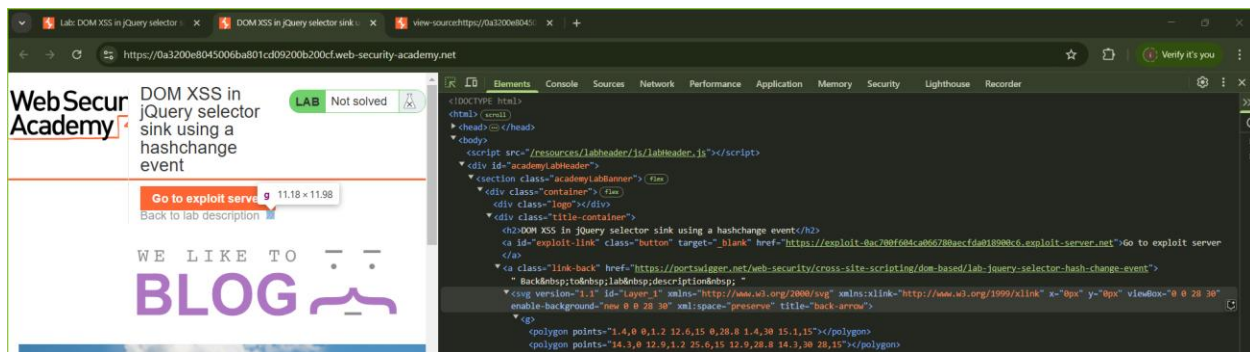 Lab: DOM XSS in jQuery selector s
DOM XSS in jQuery selector sink u
view-source:https://0a3200e80450
https://0a3200e8045006ba801cd09200b200cf.web-security-academy.net
Verify it's you
Web Secur
Academy
DOM XSS in
jQuery selector
sink using a
hashchange
event
LAB Not solved
Go to exploit serve
g 11.18 × 11.98
Back to lab description
WE LIKE TO
BLOG
Elements Console Sources Network Performance Application Memory Security Lighthouse Recorder
<!DOCTYPE html>
<html> scroll
<head> </head>
<body>
<script src="/resources/labheader/js/labHeader.js"></script>
<div id="academyLabHeader">
<section class="academyLabBanner"> flex
<div class="container"> flex
<div class="logo"></div>
<div class="title-container">
<h2>DOM XSS in jQuery selector sink using a hashchange event</h2>
<a id="exploit-link" class="button" target="_blank" href="https://exploit-0ac700f604ca066780aecfda018900c6.exploit-server.net">Go to exploit server
</a>
<a class="link-back" href="https://portswigger.net/web-security/cross-site-scripting/dom-based/lab-jquery-selector-hash-change-event">
" Back&nbsp;to&nbsp;lab&nbsp;description&nbsp; "
<svg version="1.1" id="Layer_1" xmlns="http://www.w3.org/2000/svg" xmlns:xlink="http://www.w3.org/1999/xlink" x="0px" y="0px" viewBox="0 0 28 30"
enable-background="new 0 0 28 30" xml:space="preserve" title="back-arrow">
<g>
<polygon points="1.4,0 0,1.2 12.6,15 0,28.8 1.4,30 15.1,15"></polygon>
<polygon points="14.3,0 12.9,1.2 25.6,15 12.9,28.8 14.3,30 28,15"></polygon>